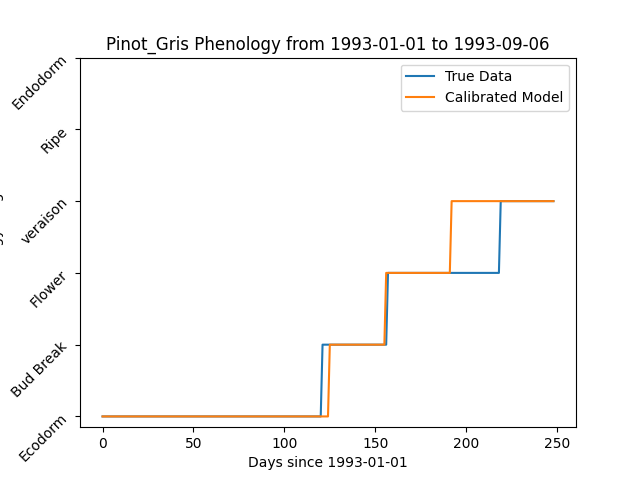 Pinot_Gris Phenology from 1993-01-01 to 1993-09-06
True Data
Calibrated Model
Endodorm
Ripe
veraison
Flower
Bud Break
Ecodorm
0 50 100 150 200 250
Days since 1993-01-01